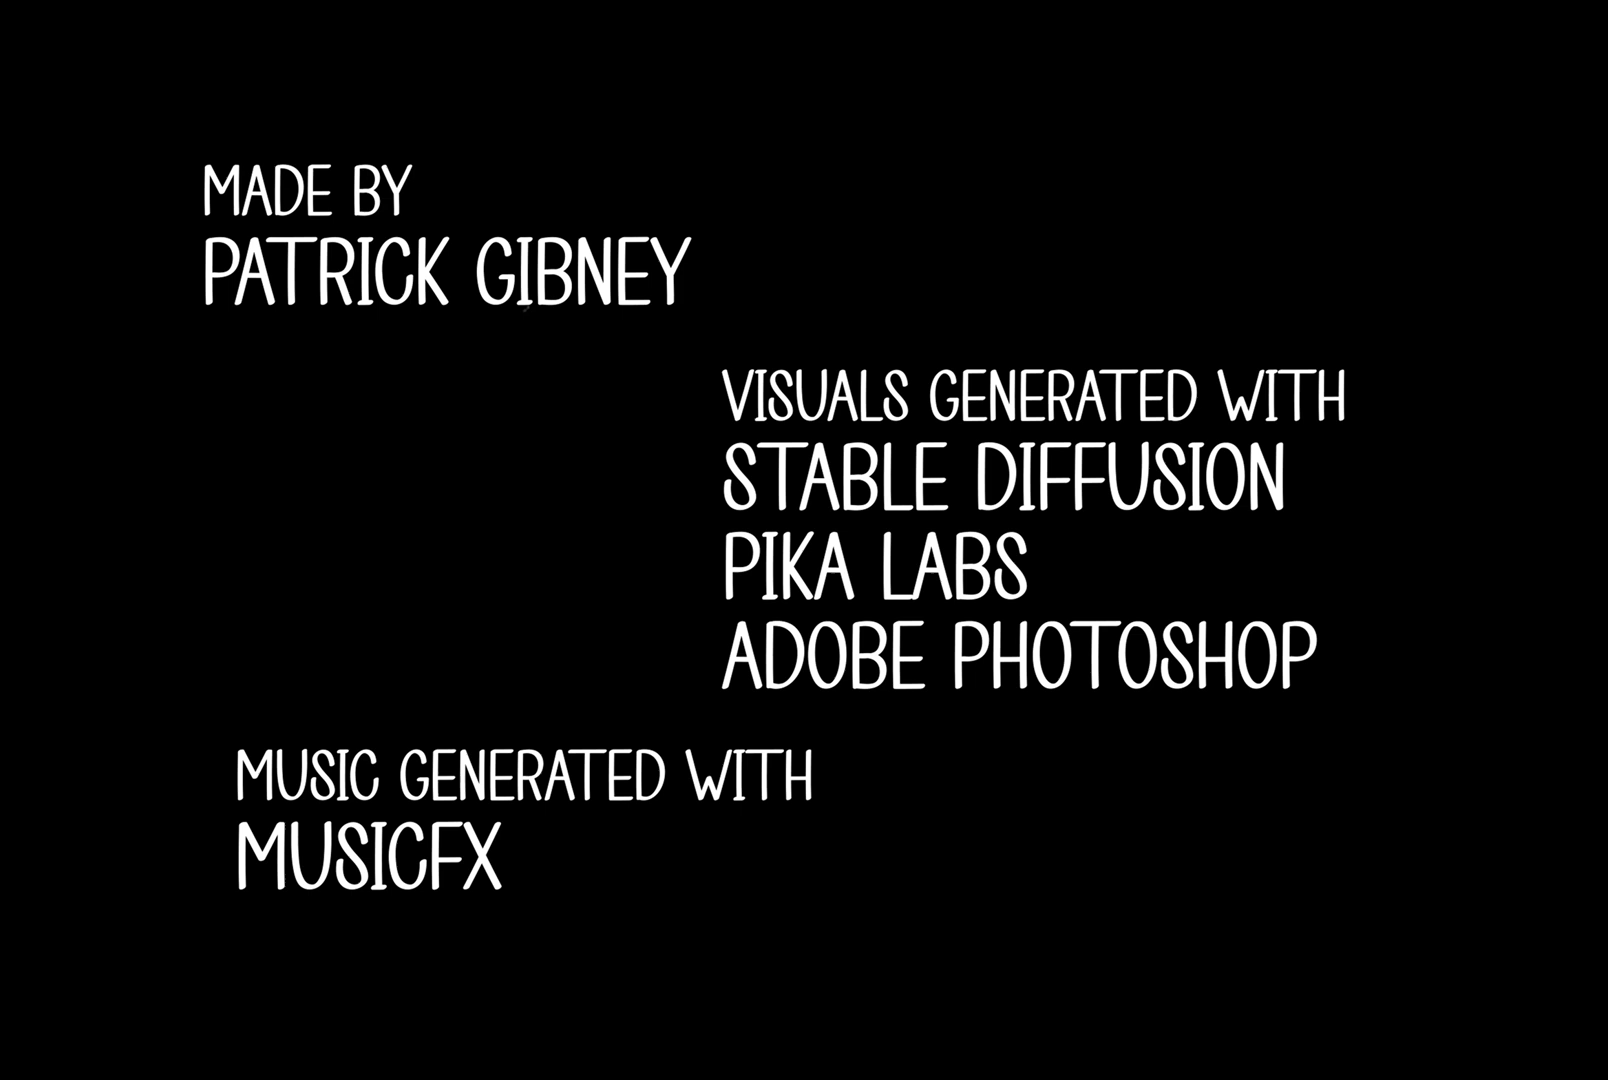 MADE BY
PATRICK GIBNEY
VISUALS GENERATED WITH
STABLE DIFFUSION
PIKA LABS
ADOBE PHOTOSHOP
MUSIC GENERATED WITH
MUSICFX